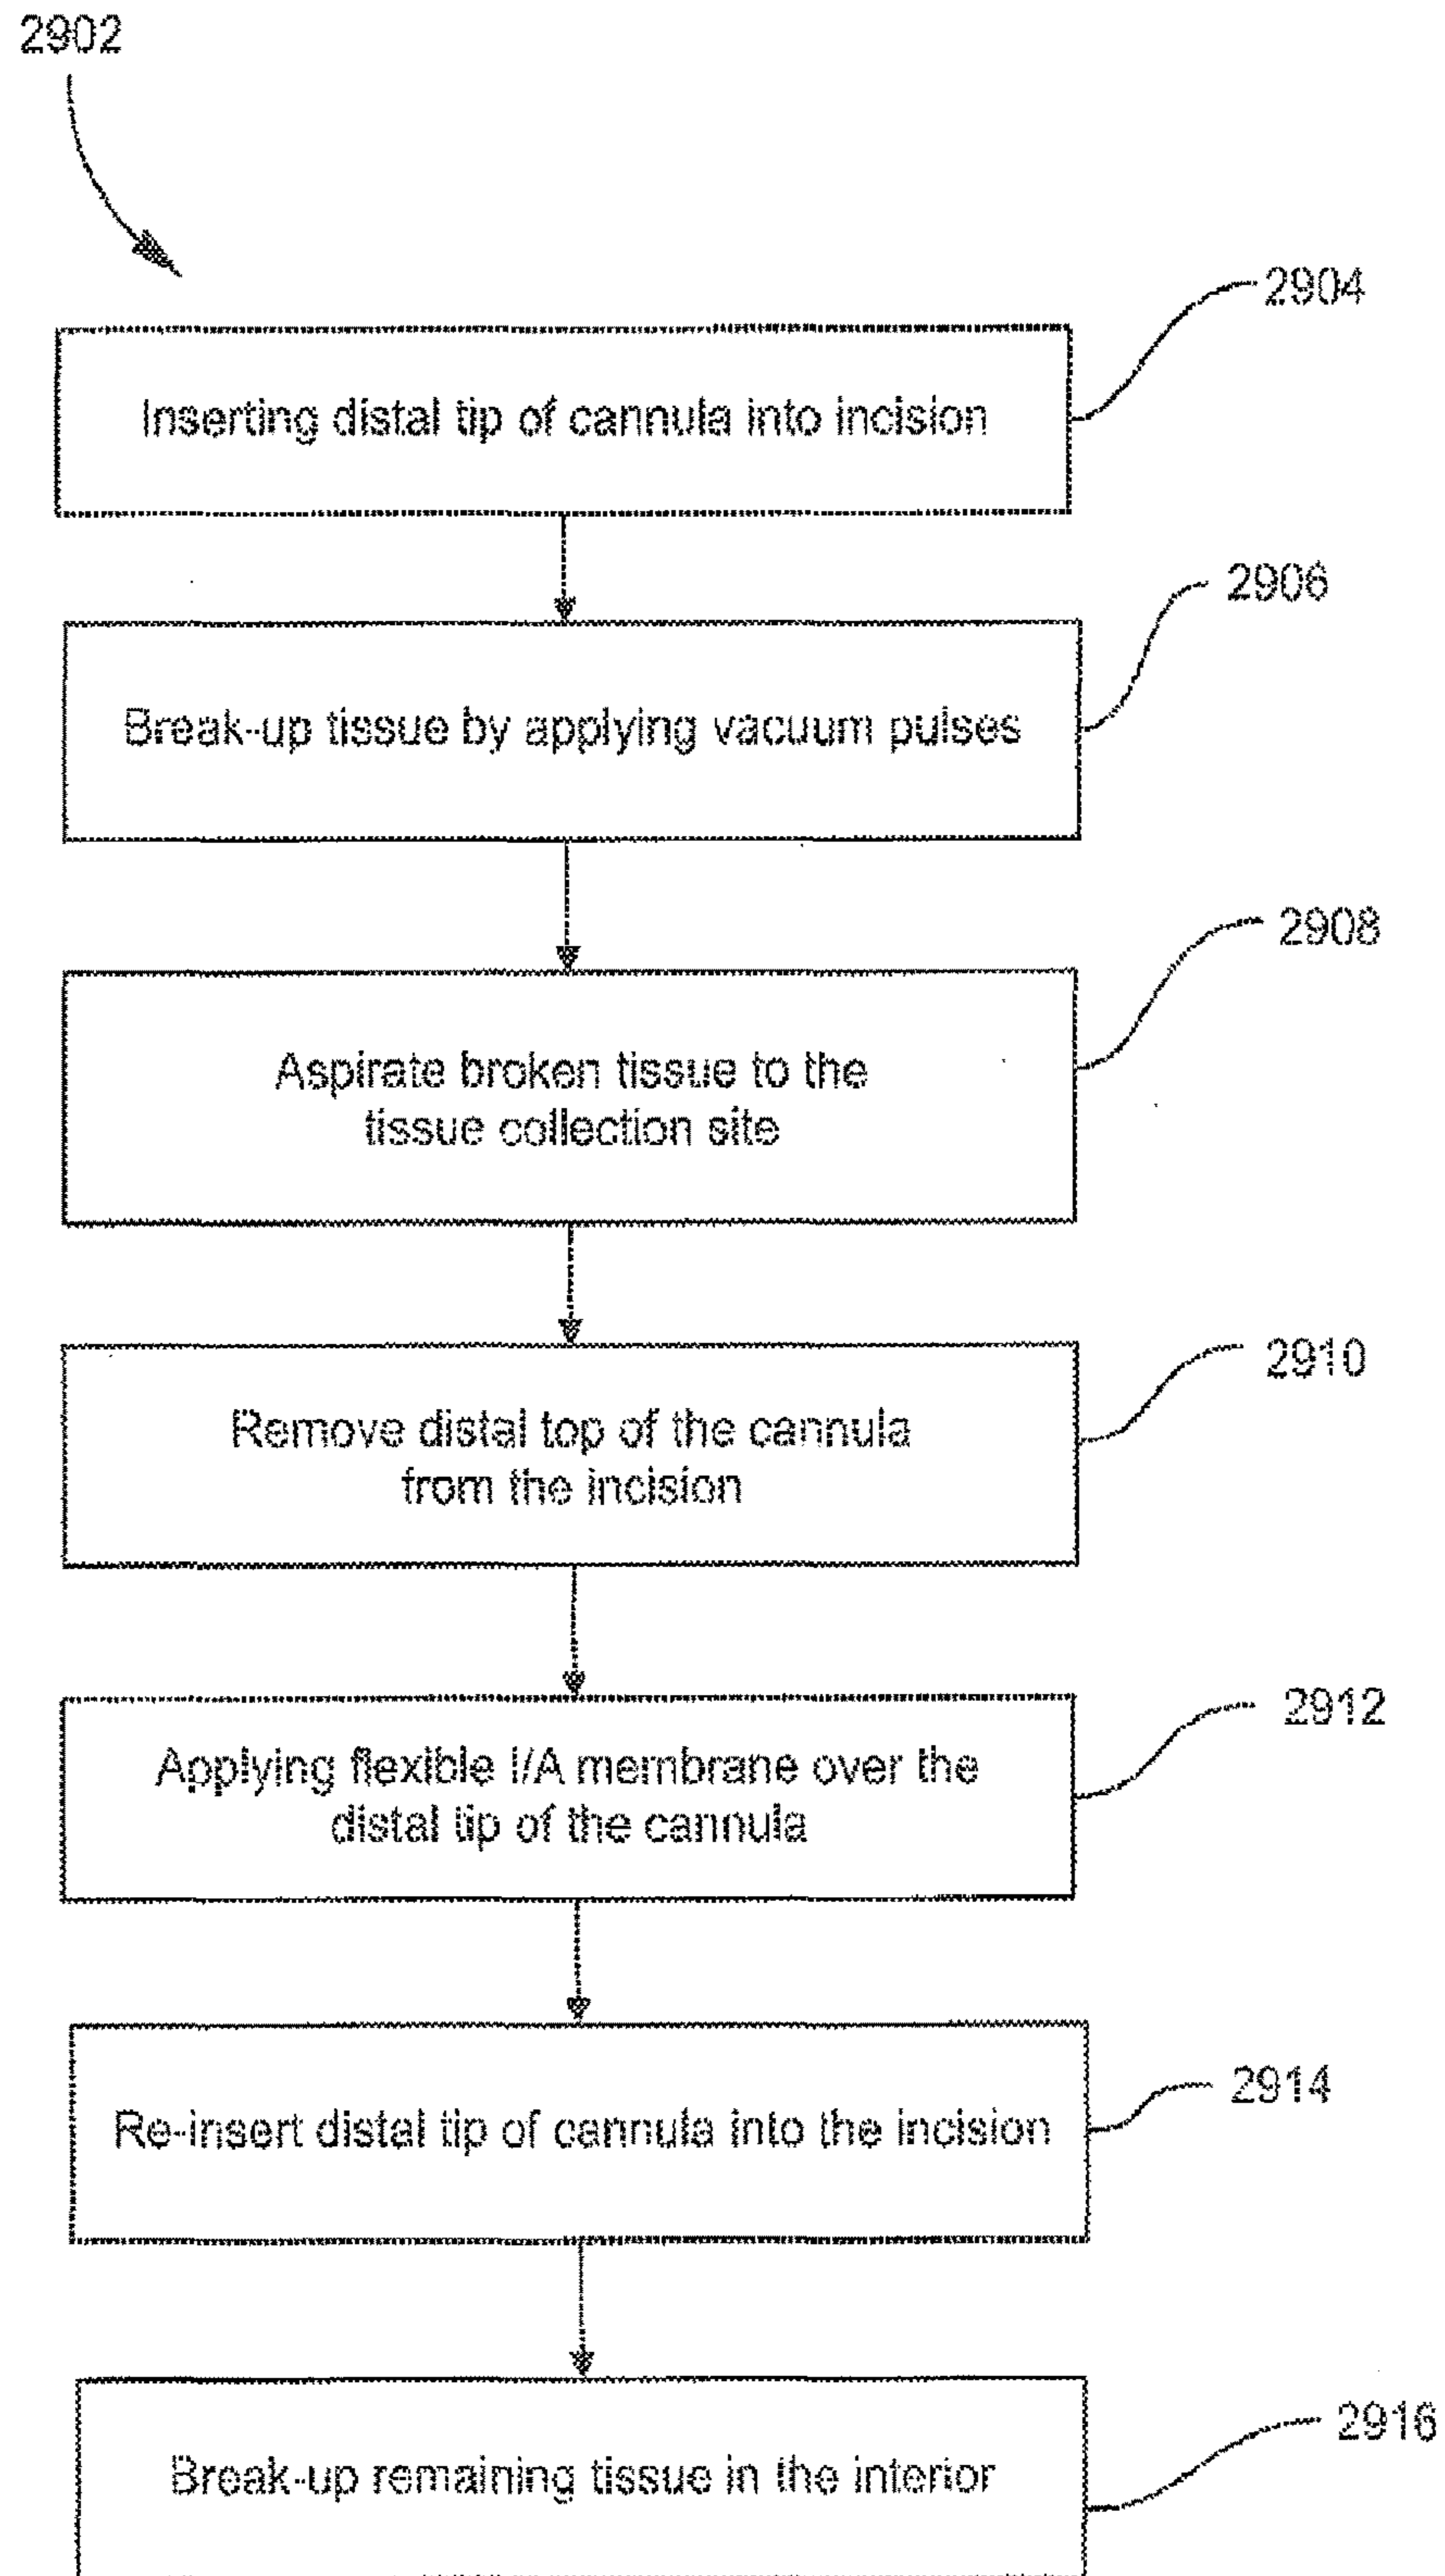 2902
2904
Inserting distal tip of cannula into incision
2906
Break-up tissue by applying vacuum pulses
2908
Aspirate broken tissue to the
tissue collection site
2910
Remove distal top of the cannula
from the incision
2912
Applying flexible I/A membrane over the
distal tip of the cannula
2914
Re-insert distal tip of cannula into the incision
2916
Break-up remaining tissue in the interior